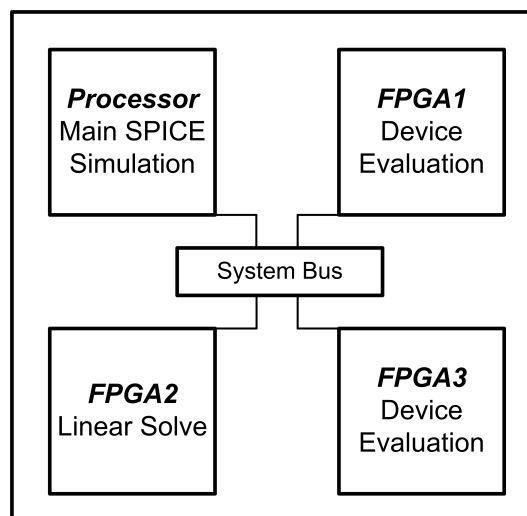 Processor
Main SPICE
Simulation
FPGA1
Device
Evaluation
System Bus
FPGA2
Linear Solve
FPGA3
Device
Evaluation